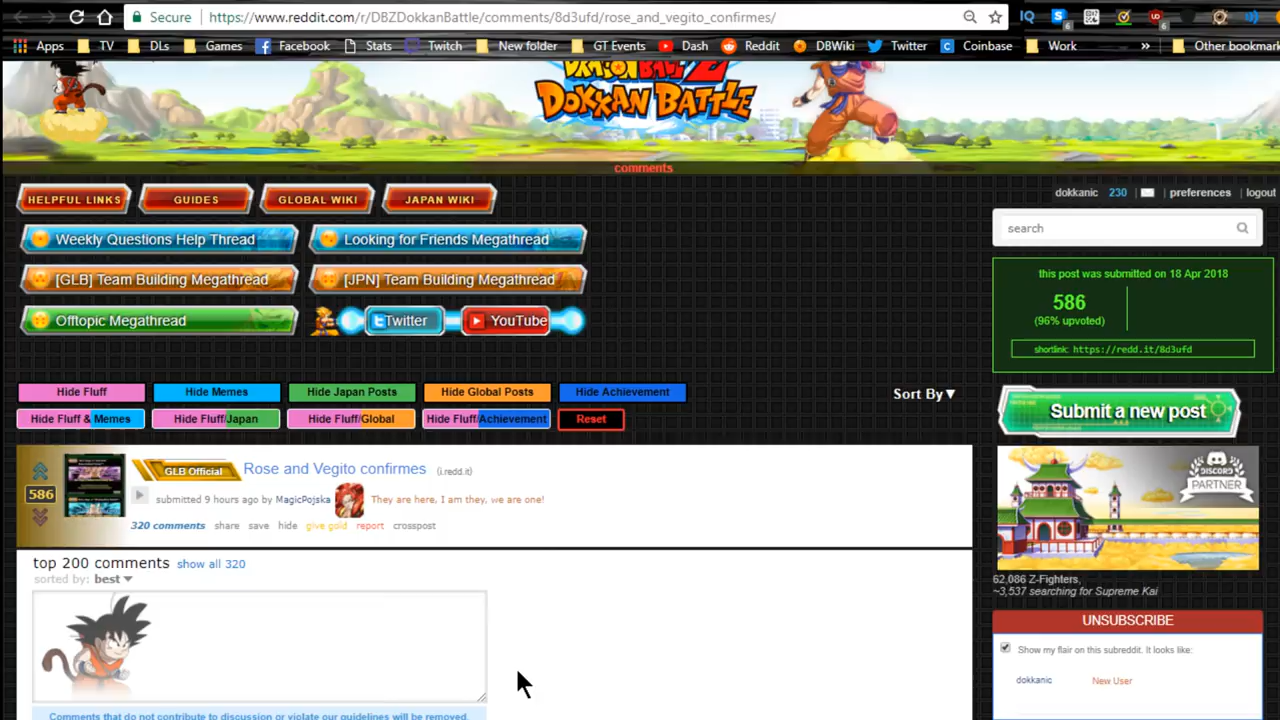 Secure https://www.reddit.com/r/DBZDokkanBattle/comments/8d3ufd/rose_and_vegito_confirmes/
IQ 6 6
Apps TV DLs Games Facebook Stats Twitch New folder GT Events Dash Reddit DBWiki Twitter Coinbase Work » Other bookmark
DRAGON BALL Z
DOKKAN BATTLE
comments
HELPFUL LINKS GUIDES GLOBAL WIKI JAPAN WIKI
dokkanic 230 preferences logout
search
Weekly Questions Help Thread Looking for Friends Megathread
[GLB] Team Building Megathread [JPN] Team Building Megathread
Offtopic Megathread Twitter YouTube
this post was submitted on 18 Apr 2018
586
(96% upvoted)
shortlink: https://redd.it/8d3ufd
Hide Fluff Hide Memes Hide Japan Posts Hide Global Posts Hide Achievement
Sort By▼
Hide Fluff & Memes Hide Fluff/Japan Hide Fluff/Global Hide Fluff/Achievement Reset
Submit a new post
586 GLB Official Rose and Vegito confirmes (i.redd.it)
submitted 9 hours ago by MagicPojska They are here, I am they, we are one!
320 comments share save hide give gold report crosspost
DISCORD
PARTNER
top 200 comments show all 320
sorted by: best▼
62,086 Z-Fighters,
~3,537 searching for Supreme Kai
UNSUBSCRIBE
Show my flair on this subreddit. It looks like:
dokkanic New User
Comments that do not contribute to discussion or violate our guidelines will be removed.